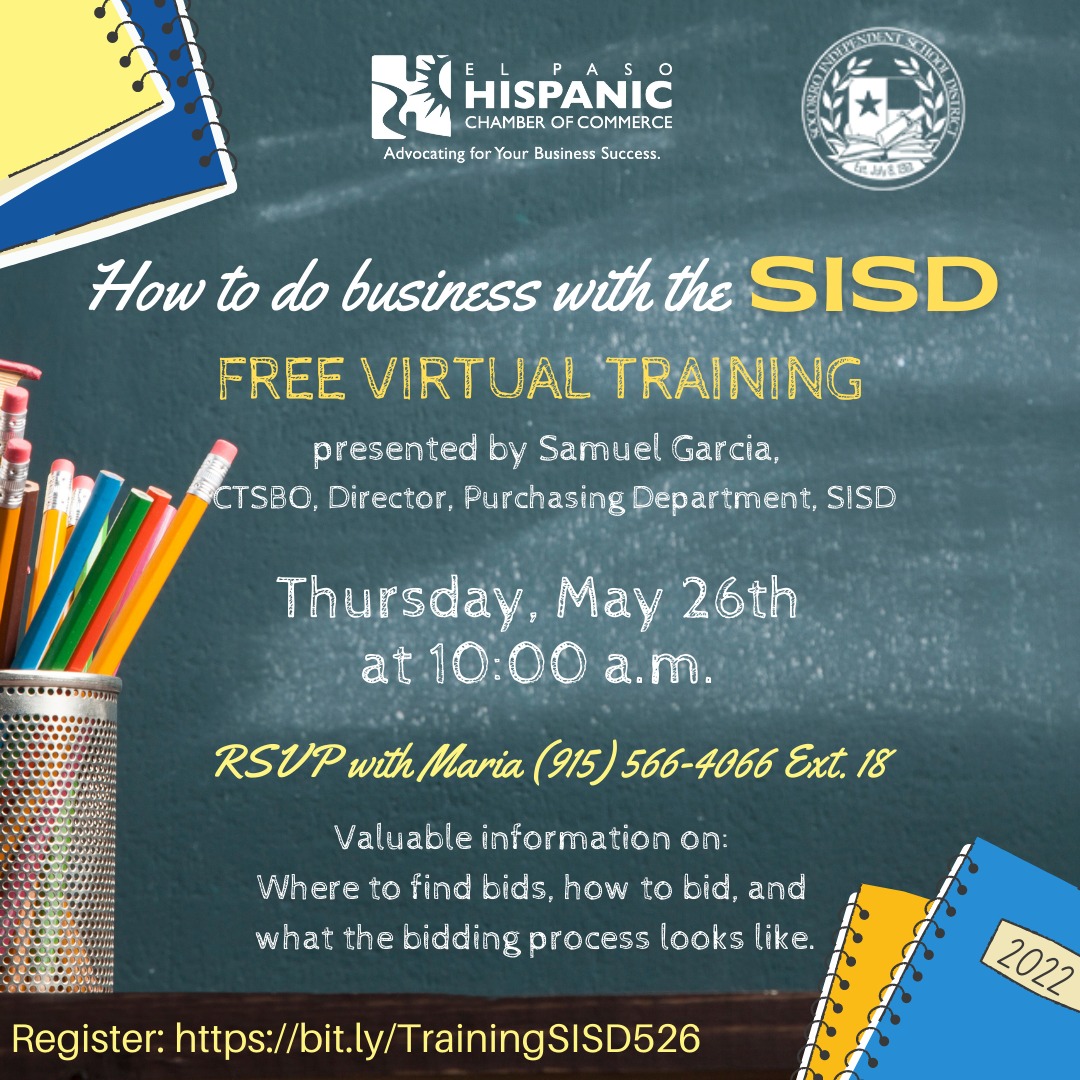 EL PASO
HISPANIC
CHAMBER OF COMMERCE
Advocating for Your Business Success.
SOCORRO INDEPENDENT SCHOOL DISTRICT
Est. July 8, 1961
How to do business with the SISD
FREE VIRTUAL TRAINING
presented by Samuel Garcia,
CTSBO, Director, Purchasing Department, SISD
Thursday, May 26th
at 10:00 a.m.
RSVP with Maria (915) 566-4066 Ext. 18
Valuable information on:
Where to find bids, how to bid, and
what the bidding process looks like.
2022
Register: https://bit.ly/TrainingSISD526